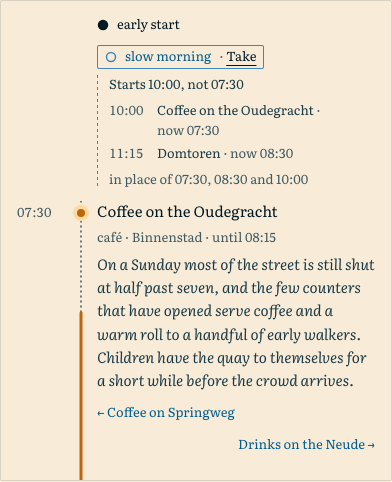 early start
slow morning · Take
Starts 10:00, not 07:30
10:00 Coffee on the Oudegracht ·
now 07:30
11:15 Domtoren · now 08:30
in place of 07:30, 08:30 and 10:00
07:30 Coffee on the Oudegracht
café · Binnenstad · until 08:15
On a Sunday most of the street is still shut
at half past seven, and the few counters
that have opened serve coffee and a
warm roll to a handful of early walkers.
Children have the quay to themselves for
a short while before the crowd arrives.
← Coffee on Springweg
Drinks on the Neude →